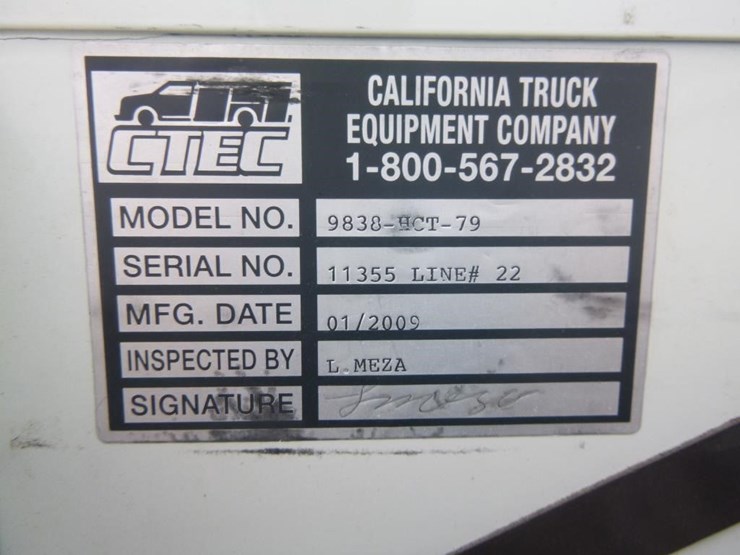 CTEC
CALIFORNIA TRUCK
EQUIPMENT COMPANY
1-800-567-2832
MODEL NO. 9838-HCT-79
SERIAL NO. 11355 LINE# 22
MFG. DATE 01/2009
INSPECTED BY L.MEZA
SIGNATURE